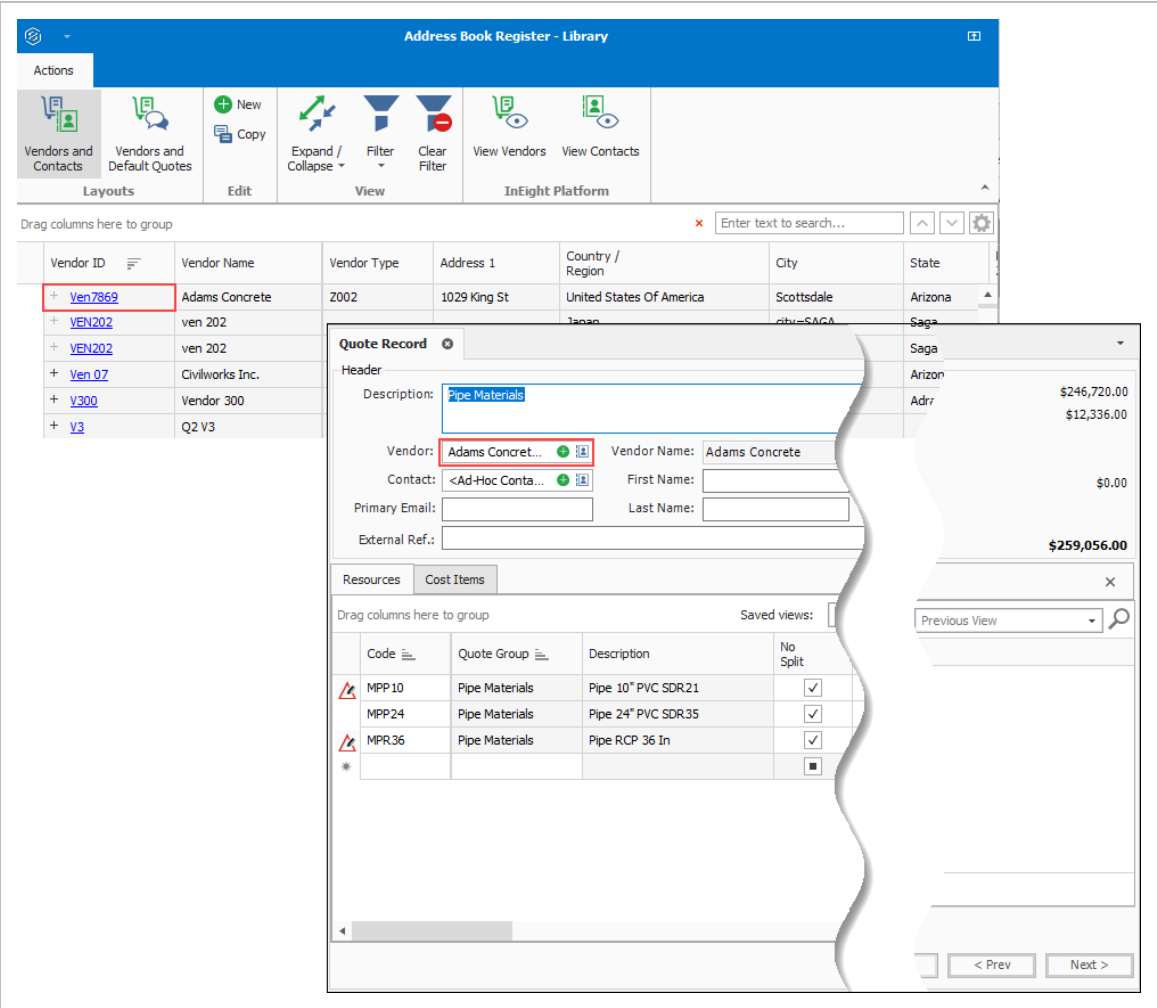 Address Book Register - Library
Actions
Vendors and Contacts
Vendors and Default Quotes
New
Copy
Expand / Collapse
Filter
Clear Filter
View Vendors
View Contacts
Layouts
Edit
View
InEight Platform
Drag columns here to group
Enter text to search...
Vendor ID Vendor Name Vendor Type Address 1 Country / Region City State
Ven7869 Adams Concrete Z002 1029 King St United States Of America Scottsdale Arizona
VEN202 ven 202 Japan city=SAGA Saga
VEN202 ven 202 Saga
Ven 07 Civilworks Inc.
V300 Vendor 300
V3 Q2 V3
Quote Record
Header
Description: Pipe Materials
Vendor: Adams Concret... Vendor Name: Adams Concrete
Contact: <Ad-Hoc Conta... First Name:
Primary Email: Last Name:
External Ref.:
$246,720.00
$12,336.00
$0.00
$259,056.00
Resources Cost Items
Drag columns here to group Saved views: Previous View
Code Quote Group Description No Split
MPP10 Pipe Materials Pipe 10" PVC SDR21
MPP24 Pipe Materials Pipe 24" PVC SDR35
MPR36 Pipe Materials Pipe RCP 36 In
< Prev Next >